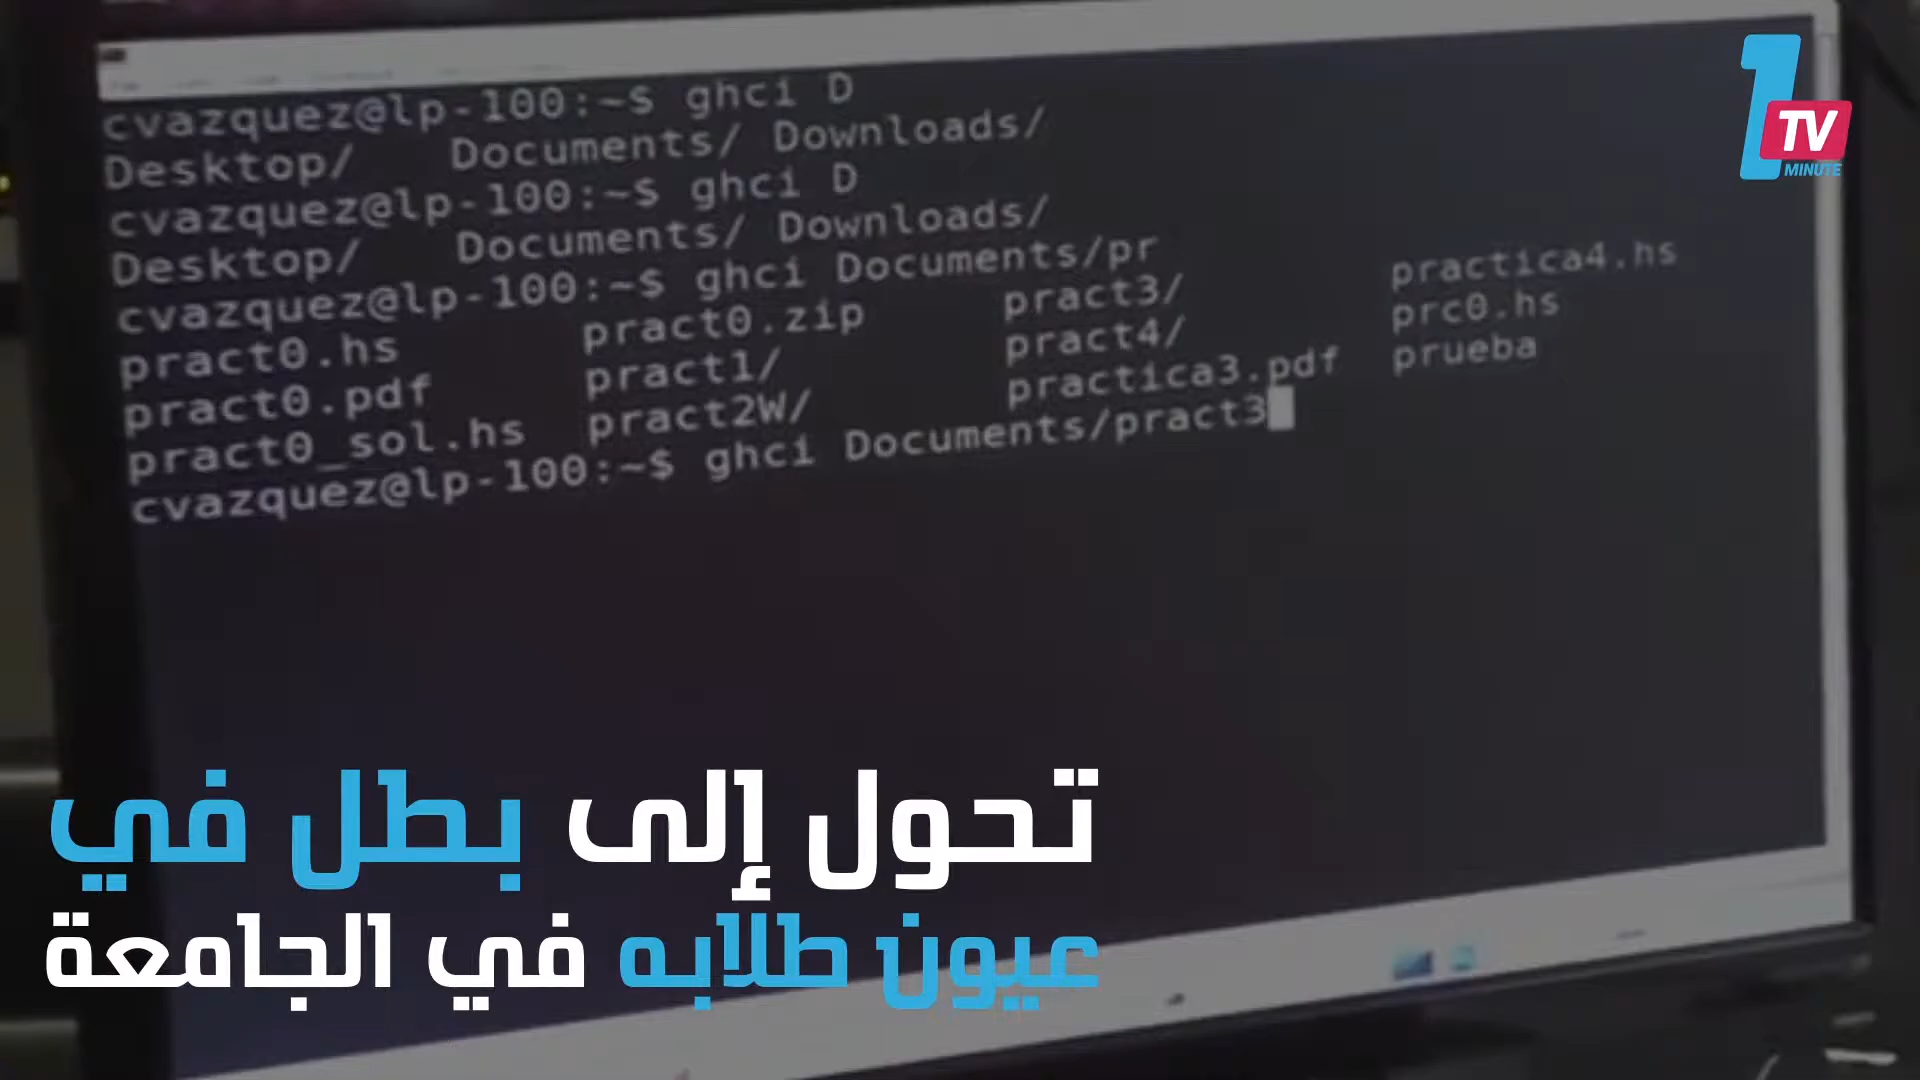 cvazquez@lp-100:~$ ghci D
Desktop/ Documents/ Downloads/
cvazquez@lp-100:~$ ghci D
Desktop/ Documents/ Downloads/
cvazquez@lp-100:~$ ghci Documents/pr
pract0.hs pract0.zip pract3/ practica4.hs
pract0.pdf pract1/ pract4/ prc0.hs
pract0_sol.hs pract2W/ practica3.pdf prueba
cvazquez@lp-100:~$ ghci Documents/pract3
1 TV
MINUTE
تحول إلى بطل في
عيون طلابه في الجامعة